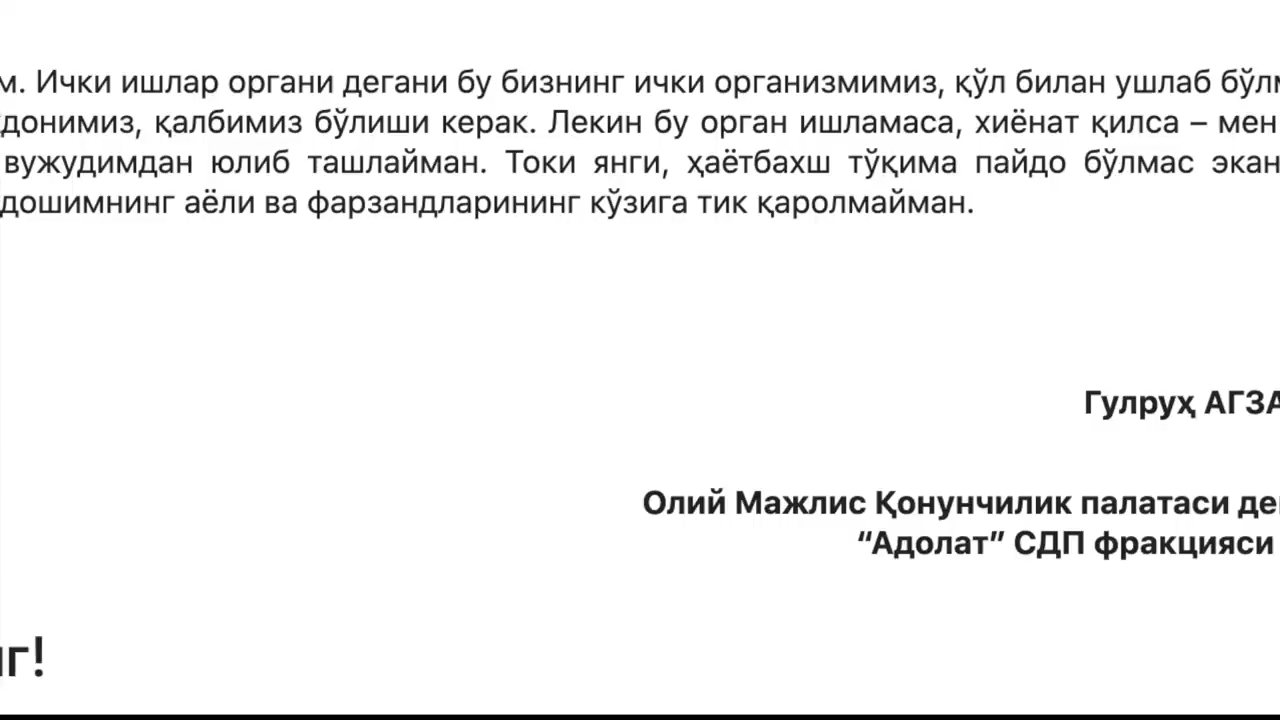 м. Ички ишлар органи дегани бу бизнинг ички организмимиз, қўл билан ушлаб бўлм
донимиз, қалбимиз бўлиши керак. Лекин бу орган ишламаса, хиёнат қилса – мен
вужудимдан юлиб ташлайман. Токи янги, ҳаётбахш тўқима пайдо бўлмас экан
дошимнинг аёли ва фарзандларининг кўзига тик қаролмайман.
Гулруҳ АГЗА
Олий Мажлис Қонунчилик палатаси де
“Адолат” СДП фракцияси
нг!